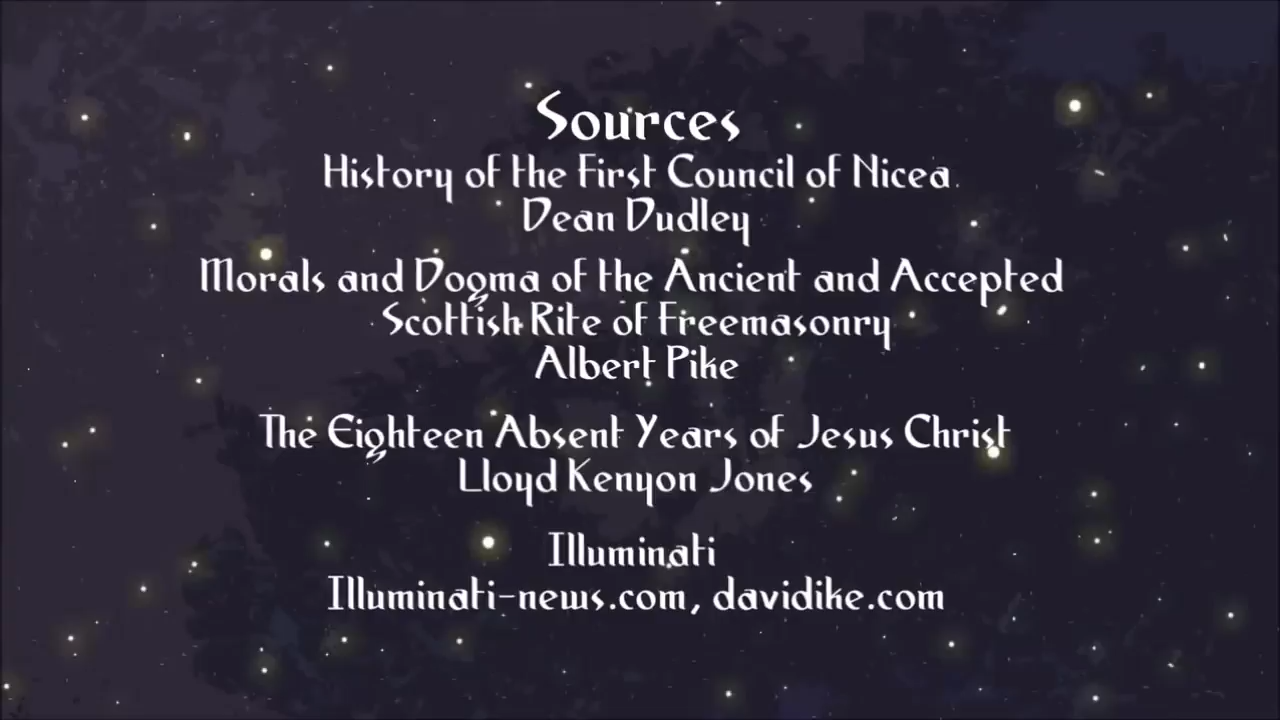 Sources
History of the First Council of Nicea
Dean Dudley
Morals and Dogma of the Ancient and Accepted
Scottish Rite of Freemasonry
Albert Pike
The Eighteen Absent Years of Jesus Christ
Lloyd Kenyon Jones
Illuminati
Illuminati-news.com, davidike.com